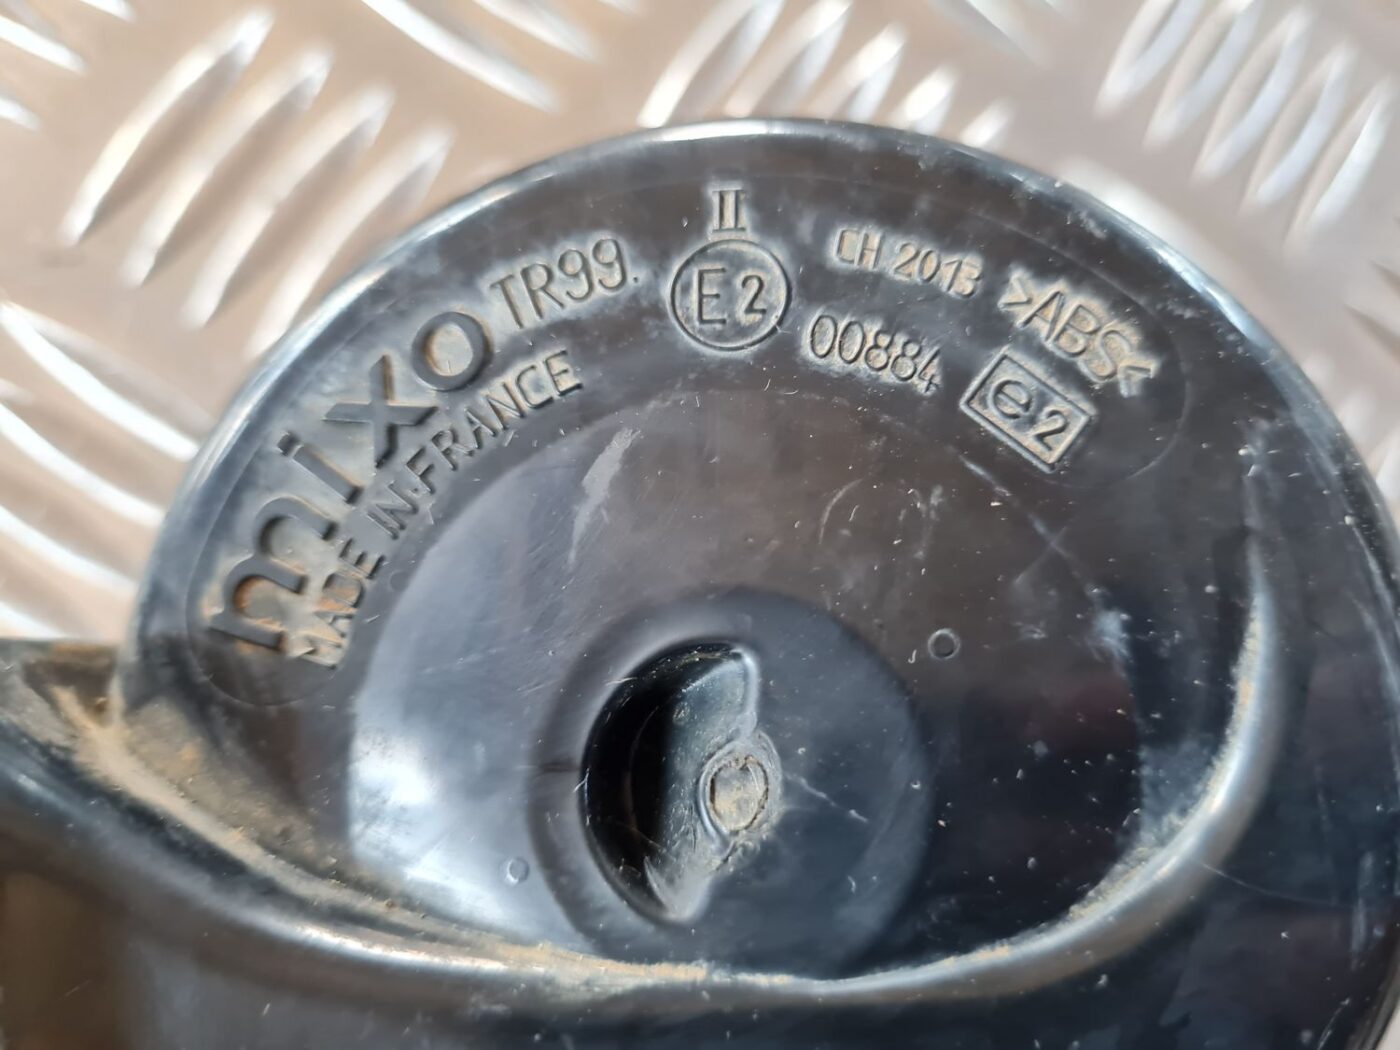 mixo TR99.
MADE IN FRANCE
II
E2
CH 2013
00884
>ABS<
e2